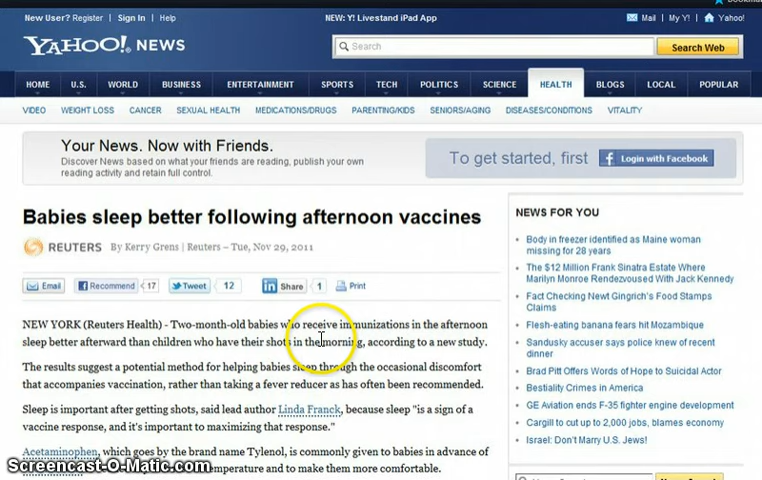 New User? Register | Sign In | Help
NEW: Y! Livestand iPad App
Mail | My Y! | Yahoo!
YAHOO! NEWS
Search
Search Web
HOME U.S. WORLD BUSINESS ENTERTAINMENT SPORTS TECH POLITICS SCIENCE HEALTH BLOGS LOCAL POPULAR
VIDEO WEIGHT LOSS CANCER SEXUAL HEALTH MEDICATIONS/DRUGS PARENTING/KIDS SENIORS/AGING DISEASES/CONDITIONS VITALITY
Your News. Now with Friends.
Discover News based on what your friends are reading, publish your own
reading activity and retain full control.
To get started, first
Login with Facebook
Babies sleep better following afternoon vaccines
REUTERS By Kerry Grens | Reuters – Tue, Nov 29, 2011
Email Recommend 17 Tweet 12 in Share 1 Print
NEW YORK (Reuters Health) - Two-month-old babies who receive immunizations in the afternoon
sleep better afterward than children who have their shots in the morning, according to a new study.
The results suggest a potential method for helping babies sleep through the occasional discomfort
that accompanies vaccination, rather than taking a fever reducer as has often been recommended.
Sleep is important after getting shots, said lead author Linda Franck, because sleep "is a sign of a
vaccine response, and it's important to maximizing that response."
Acetaminophen, which goes by the brand name Tylenol, is commonly given to babies in advance of
temperature and to make them more comfortable.
NEWS FOR YOU
Body in freezer identified as Maine woman
missing for 28 years
The $12 Million Frank Sinatra Estate Where
Marilyn Monroe Rendezvoused With Jack Kennedy
Fact Checking Newt Gingrich's Food Stamps
Claims
Flesh-eating banana fears hit Mozambique
Sandusky accuser says police knew of recent
dinner
Brad Pitt Offers Words of Hope to Suicidal Actor
Bestiality Crimes in America
GE Aviation ends F-35 fighter engine development
Cargill to cut up to 2,000 jobs, blames economy
Israel: Don't Marry U.S. Jews!
Screencast-O-Matic.com